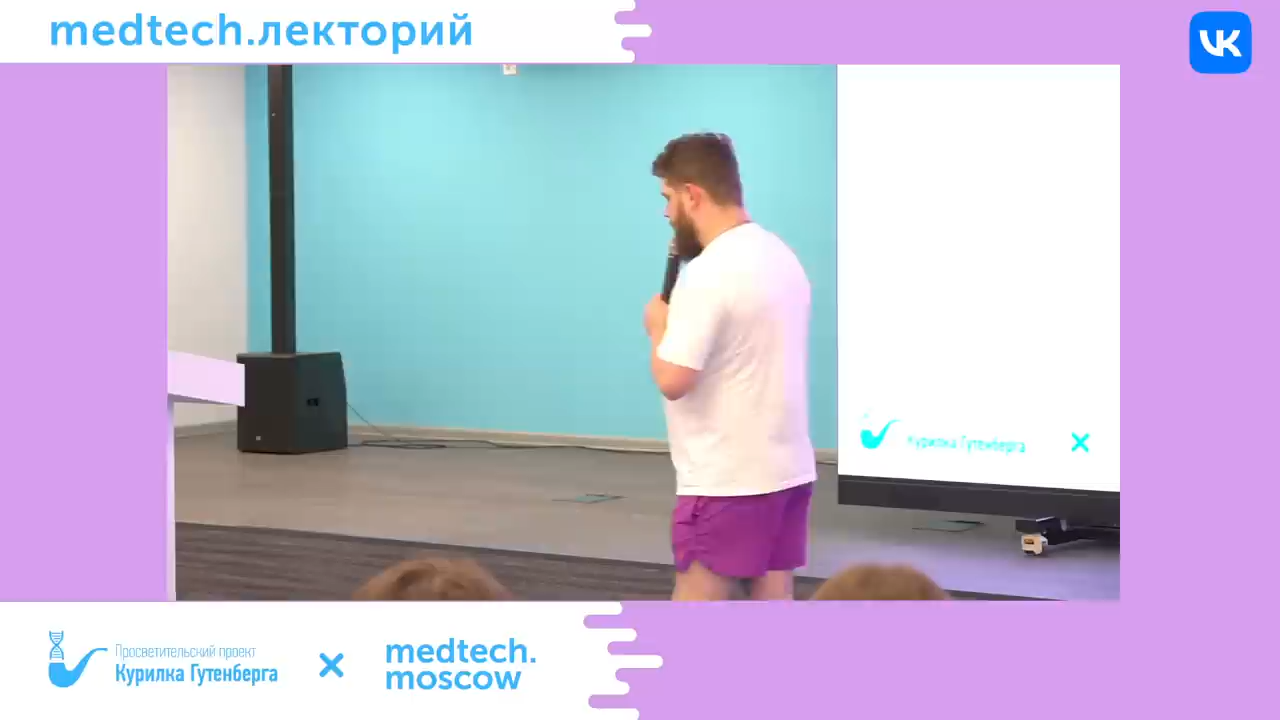 medtech.лекторий
Курилка Гутенберга
Просветительский проект
Курилка Гутенберга
medtech.
moscow